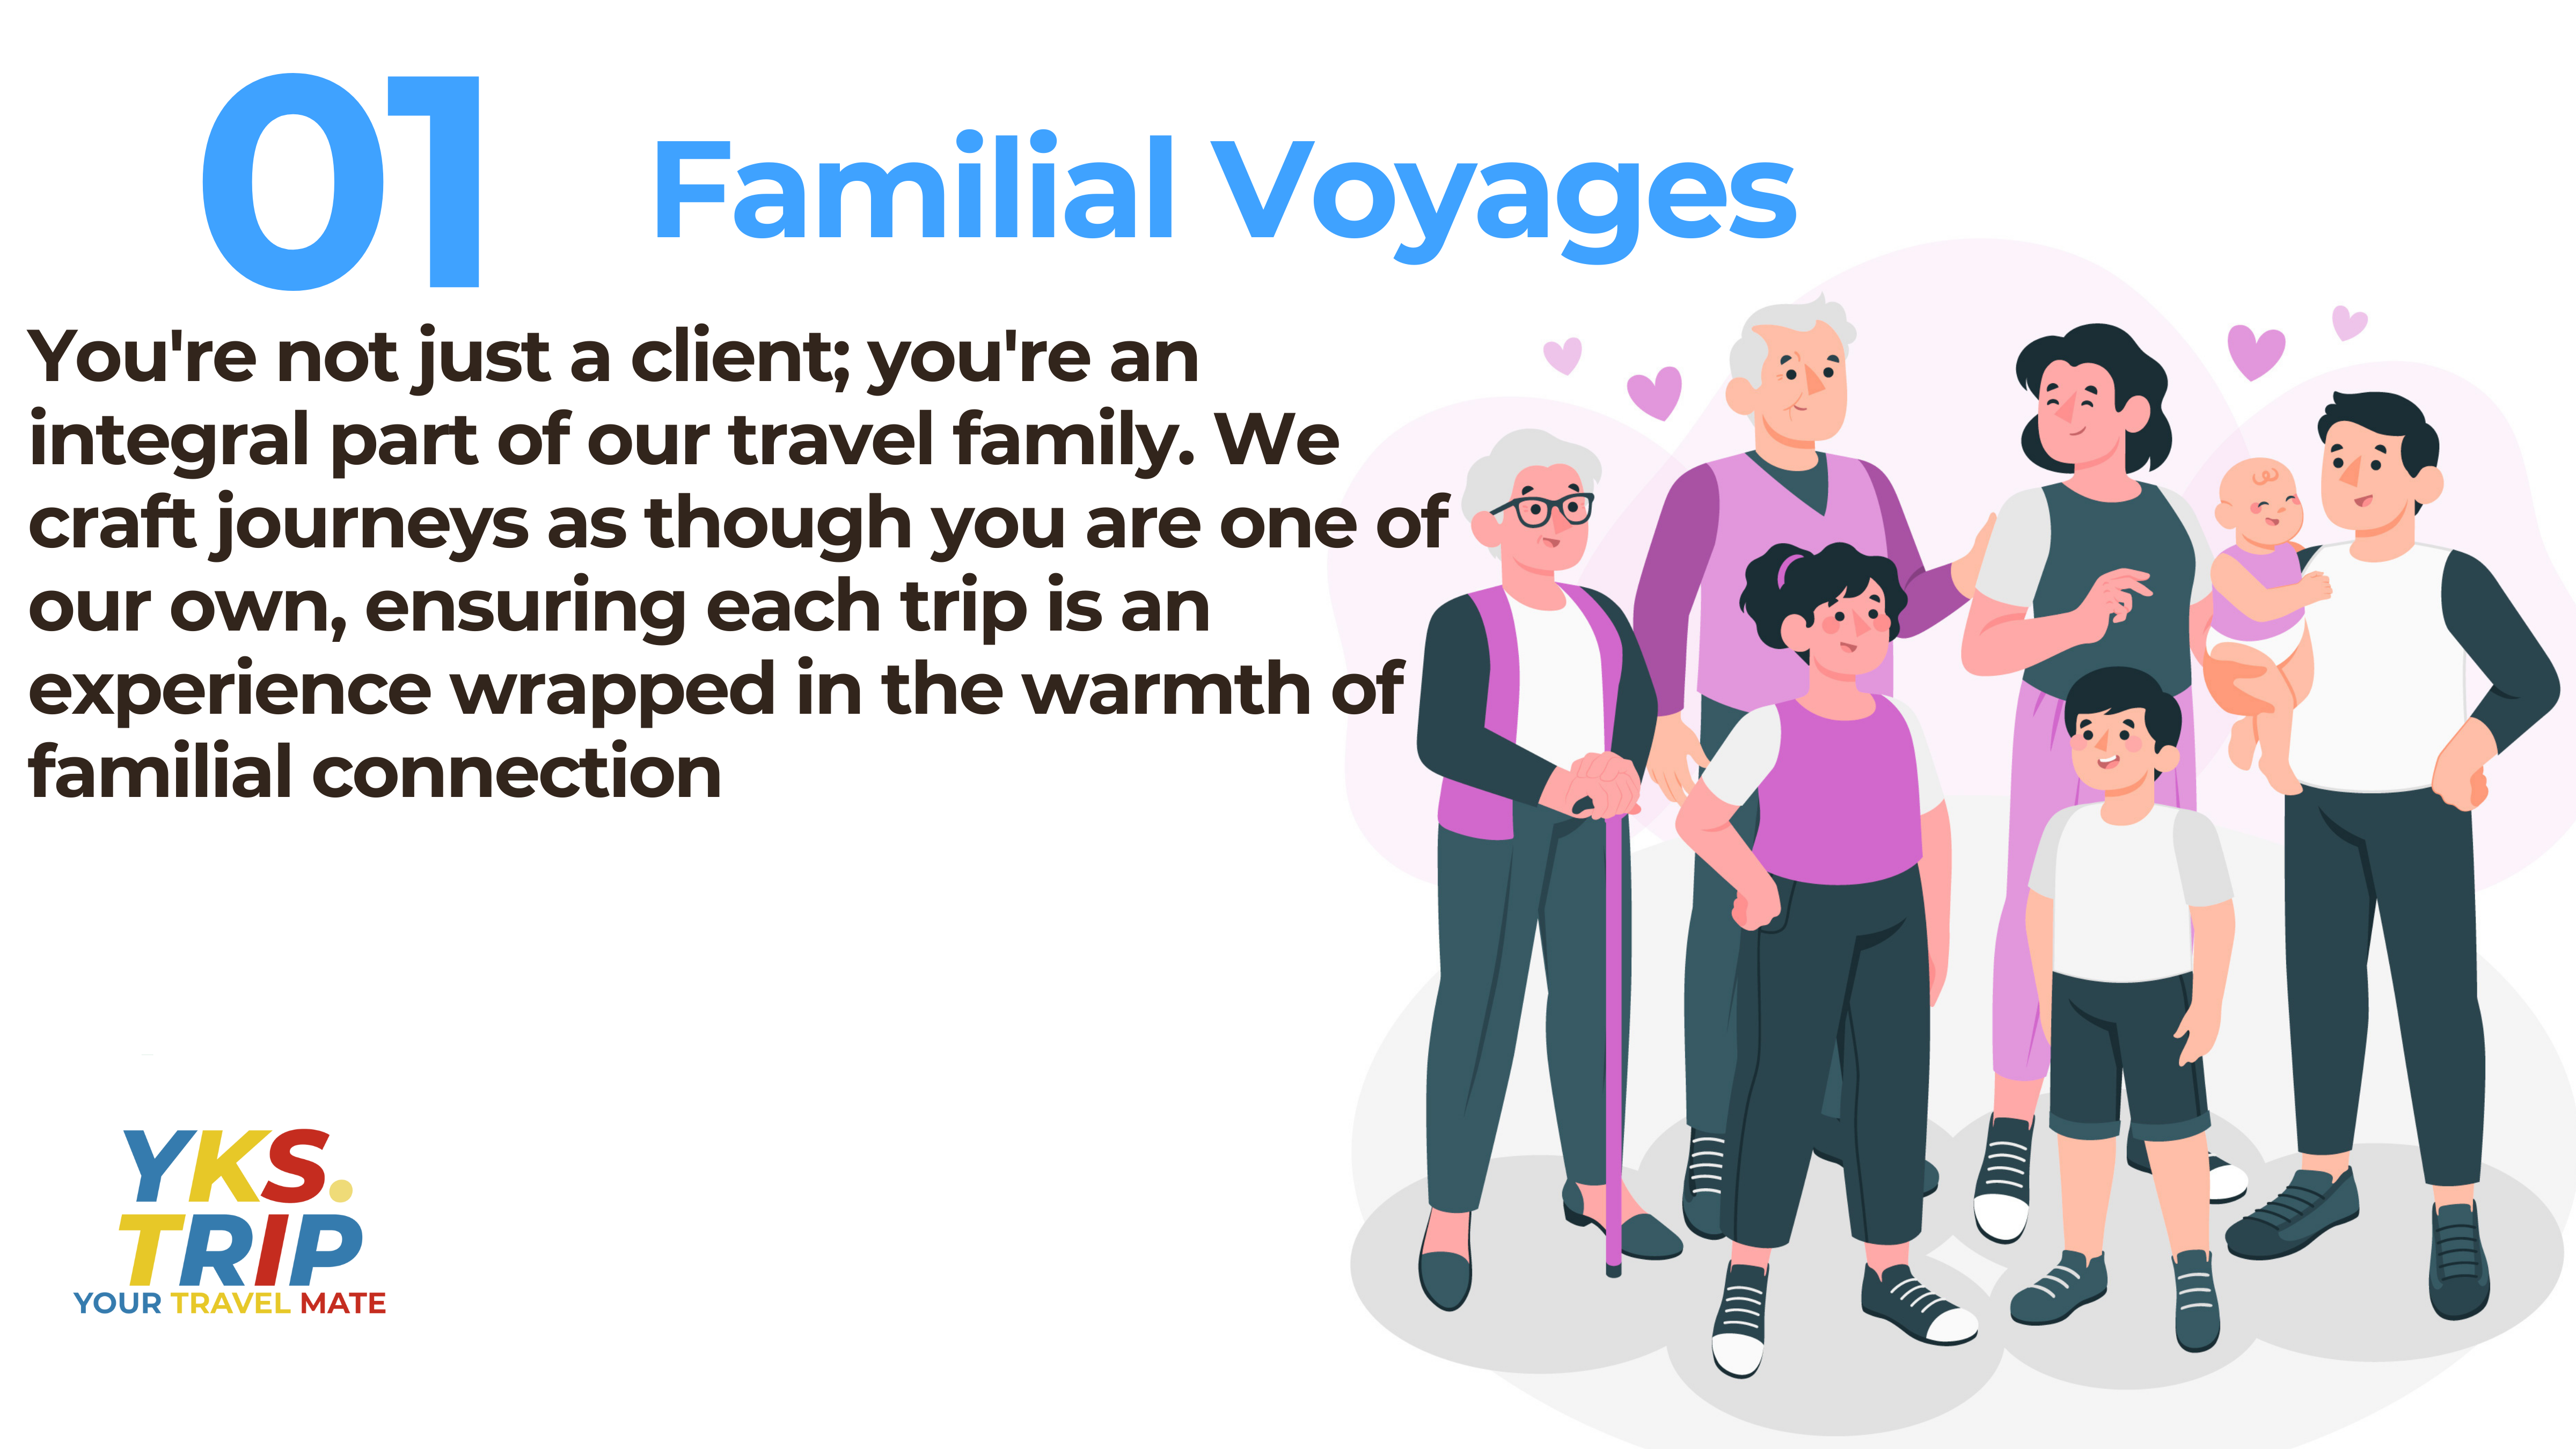 01
Familial Voyages
You're not just a client; you're an
integral part of our travel family. We
craft journeys as though you are one of
our own, ensuring each trip is an
experience wrapped in the warmth of
familial connection
YKS.
TRIP
YOUR TRAVEL MATE